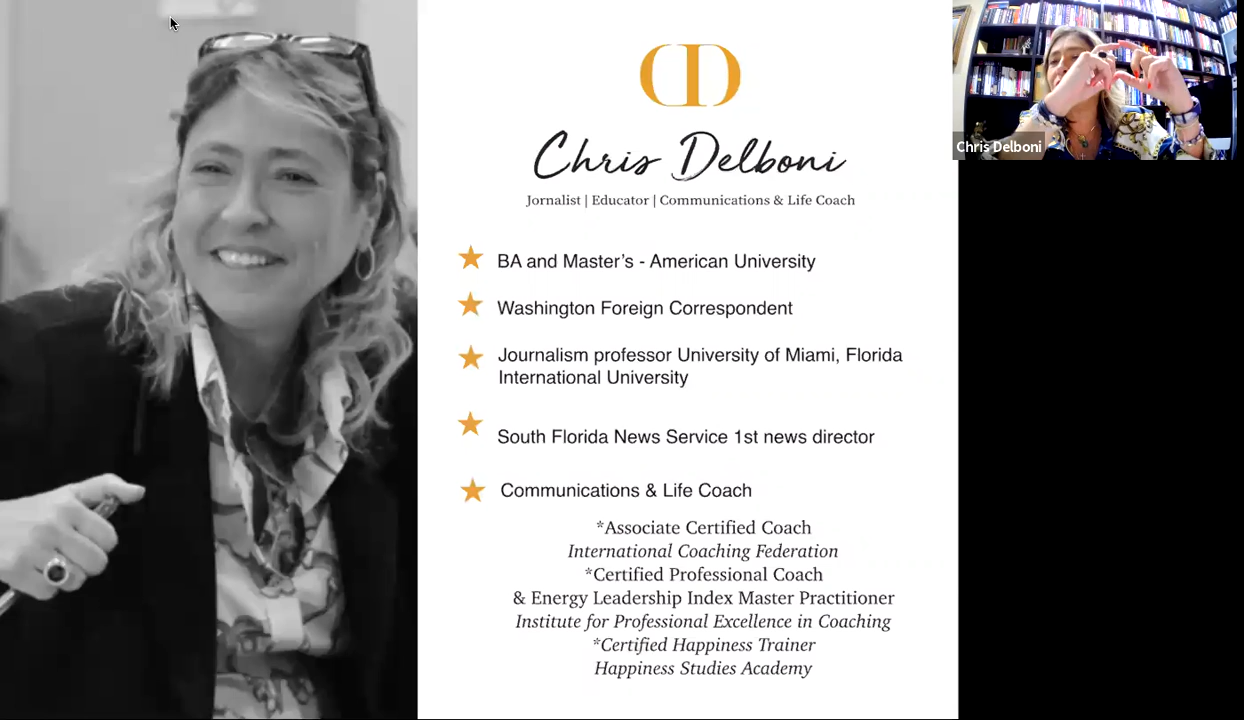 CD
Chris Delboni
Jornalist | Educator | Communications & Life Coach
BA and Master's - American University
Washington Foreign Correspondent
Journalism professor University of Miami, Florida
International University
South Florida News Service 1st news director
Communications & Life Coach
*Associate Certified Coach
International Coaching Federation
*Certified Professional Coach
& Energy Leadership Index Master Practitioner
Institute for Professional Excellence in Coaching
*Certified Happiness Trainer
Happiness Studies Academy
Chris Delboni